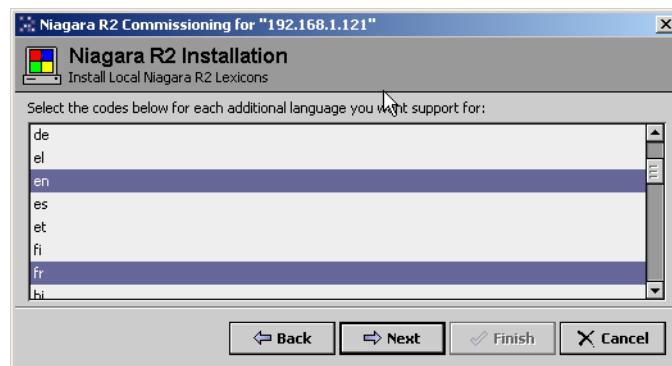 Niagara R2 Commissioning for "192.168.1.121"
Niagara R2 Installation
Install Local Niagara R2 Lexicons
Select the codes below for each additional language you want support for:
de
el
en
es
et
fi
fr
hi
Back Next Finish Cancel